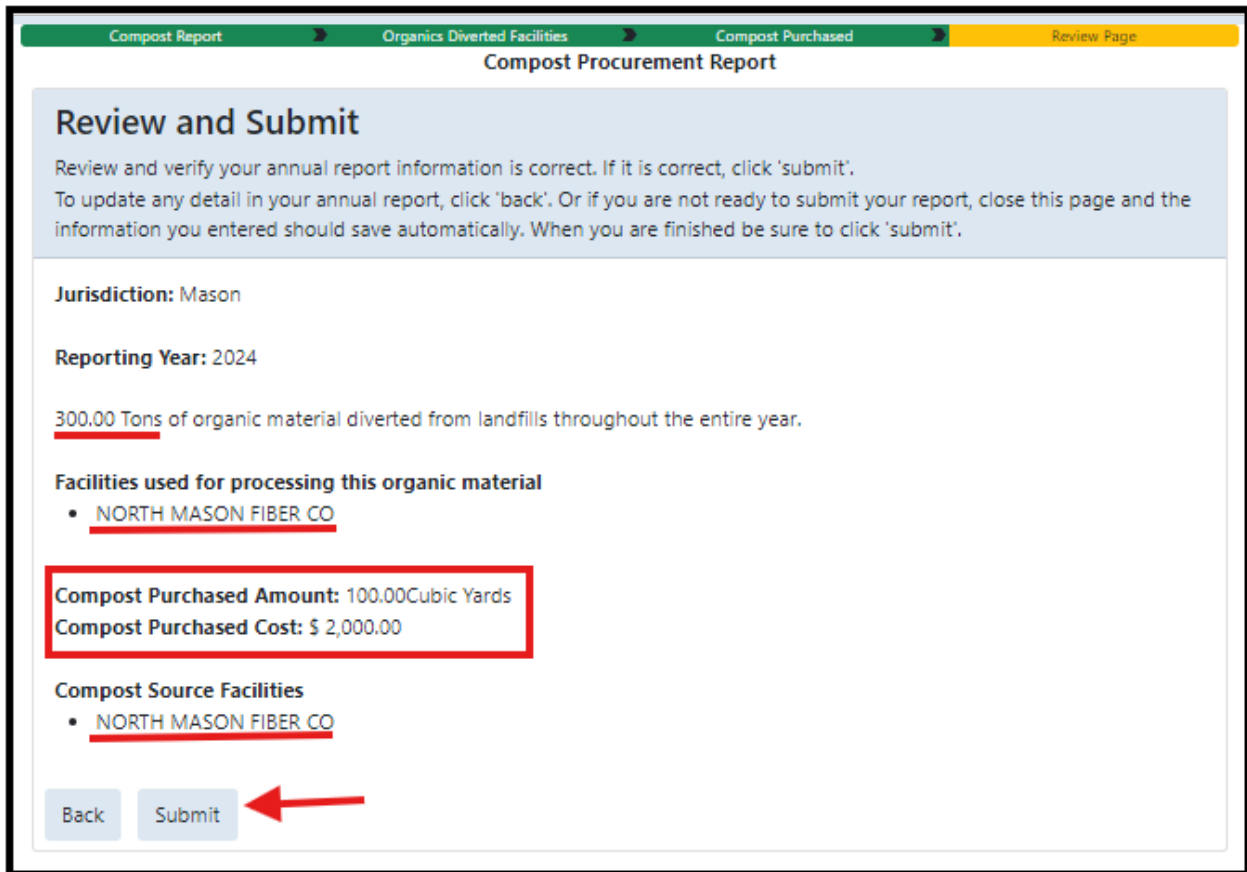 Compost Report Organics Diverted Facilities Compost Purchased Review Page
Compost Procurement Report
Review and Submit
Review and verify your annual report information is correct. If it is correct, click 'submit'.
To update any detail in your annual report, click 'back'. Or if you are not ready to submit your report, close this page and the
information you entered should save automatically. When you are finished be sure to click 'submit'.
Jurisdiction: Mason
Reporting Year: 2024
300.00 Tons of organic material diverted from landfills throughout the entire year.
Facilities used for processing this organic material
• NORTH MASON FIBER CO
Compost Purchased Amount: 100.00Cubic Yards
Compost Purchased Cost: $ 2,000.00
Compost Source Facilities
• NORTH MASON FIBER CO
Back Submit